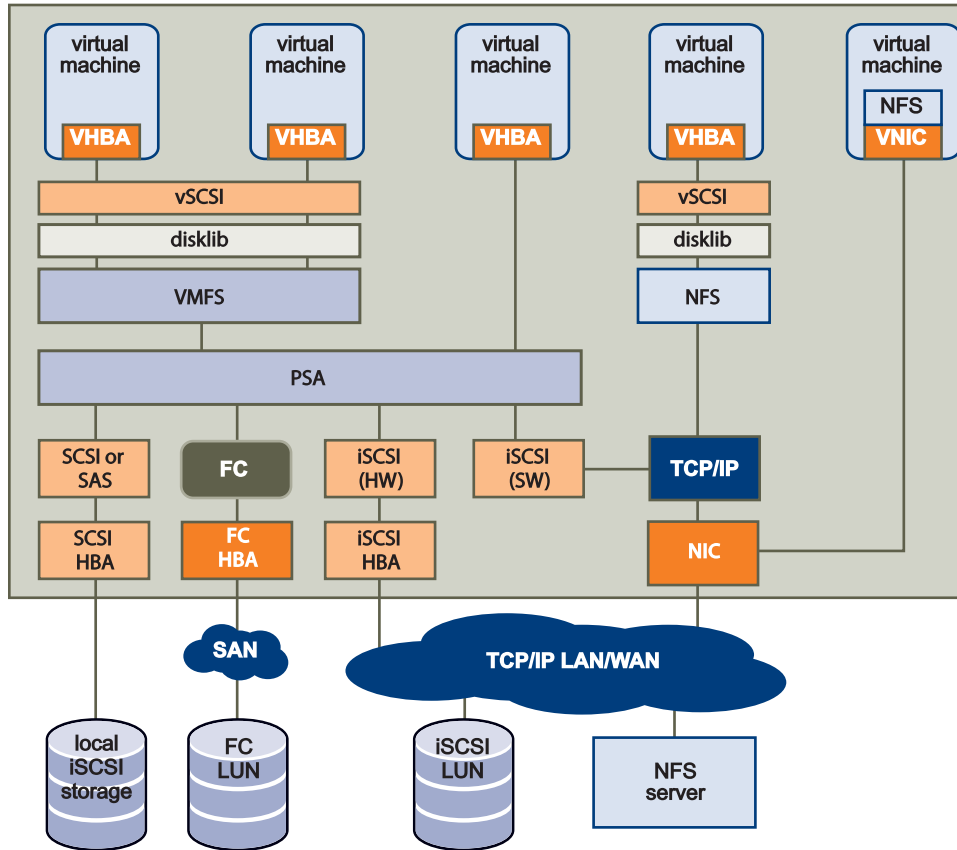 virtual
machine
virtual
machine
virtual
machine
virtual
machine
virtual
machine
NFS
VHBA
VHBA
VHBA
VHBA
VNIC
vSCSI
vSCSI
disklib
disklib
VMFS
NFS
PSA
SCSI or
SAS
FC
iSCSI
(HW)
iSCSI
(SW)
TCP/IP
SCSI
HBA
FC
HBA
iSCSI
HBA
NIC
SAN
TCP/IP LAN/WAN
local
iSCSI
storage
FC
LUN
iSCSI
LUN
NFS
server